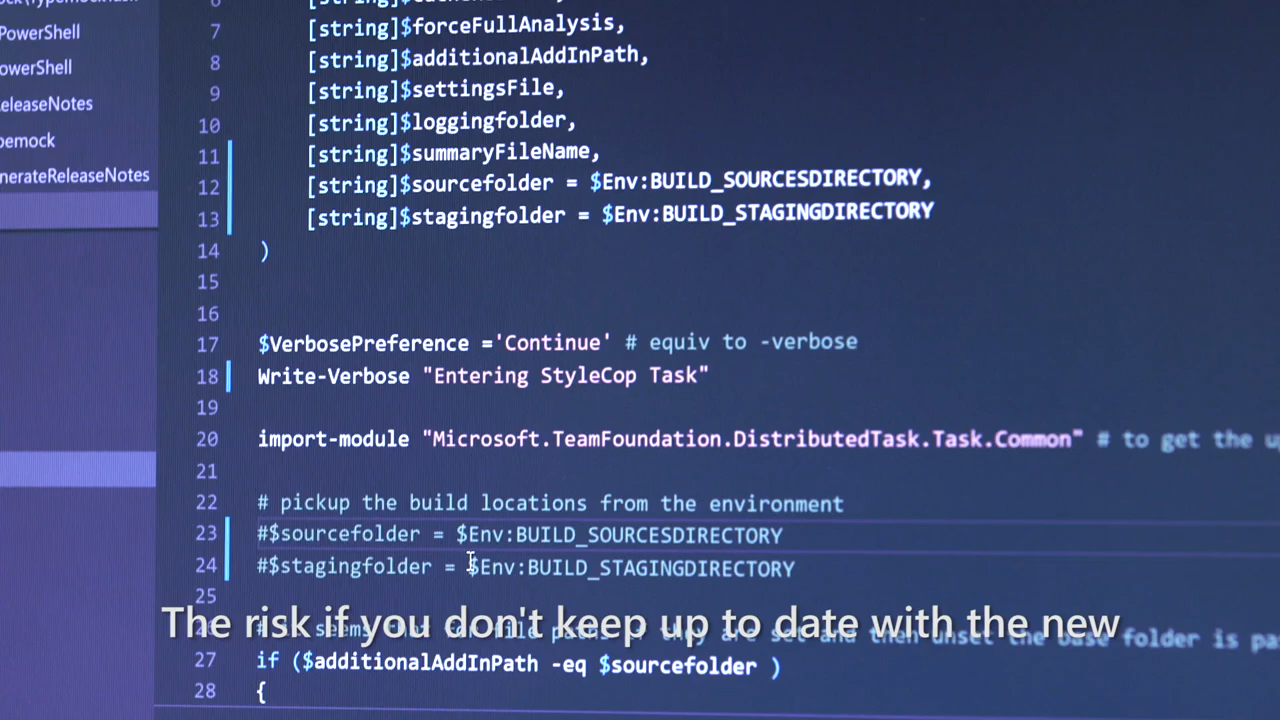 PowerShell
owerShell
eleaseNotes
pemock
nerateReleaseNotes
7 [string]$forceFullAnalysis,
8 [string]$additionalAddInPath,
9 [string]$settingsFile,
10 [string]$loggingfolder,
11 [string]$summaryFileName,
12 [string]$sourcefolder = $Env:BUILD_SOURCESDIRECTORY,
13 [string]$stagingfolder = $Env:BUILD_STAGINGDIRECTORY
14 )
15
16
17 $VerbosePreference ='Continue' # equiv to -verbose
18 Write-Verbose "Entering StyleCop Task"
19
20 import-module "Microsoft.TeamFoundation.DistributedTask.Task.Common" # to get the
21
22 # pickup the build locations from the environment
23 #$sourcefolder = $Env:BUILD_SOURCESDIRECTORY
24 #$stagingfolder = $Env:BUILD_STAGINGDIRECTORY
25
The risk if you don't keep up to date with the new
27 if ($additionalAddInPath -eq $sourcefolder )
28 {